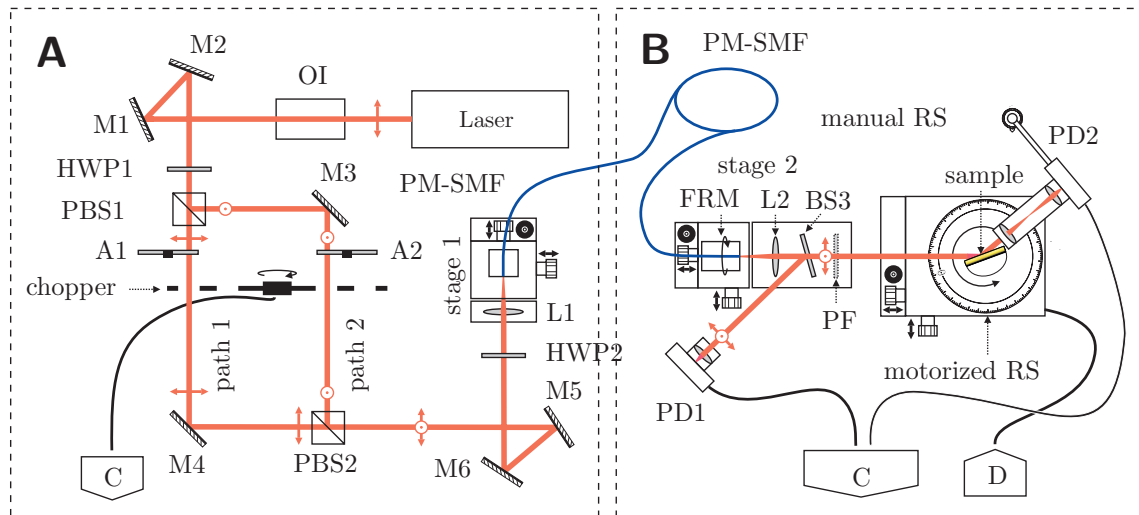 A
M2
OI
Laser
M1
HWP1
M3
PM-SMF
PBS1
A1
A2
stage 1
chopper
L1
path 1
path 2
HWP2
M5
M4
PBS2
M6
C
B
PM-SMF
manual RS
PD2
stage 2
sample
FRM
L2
BS3
PF
motorized RS
PD1
C
D